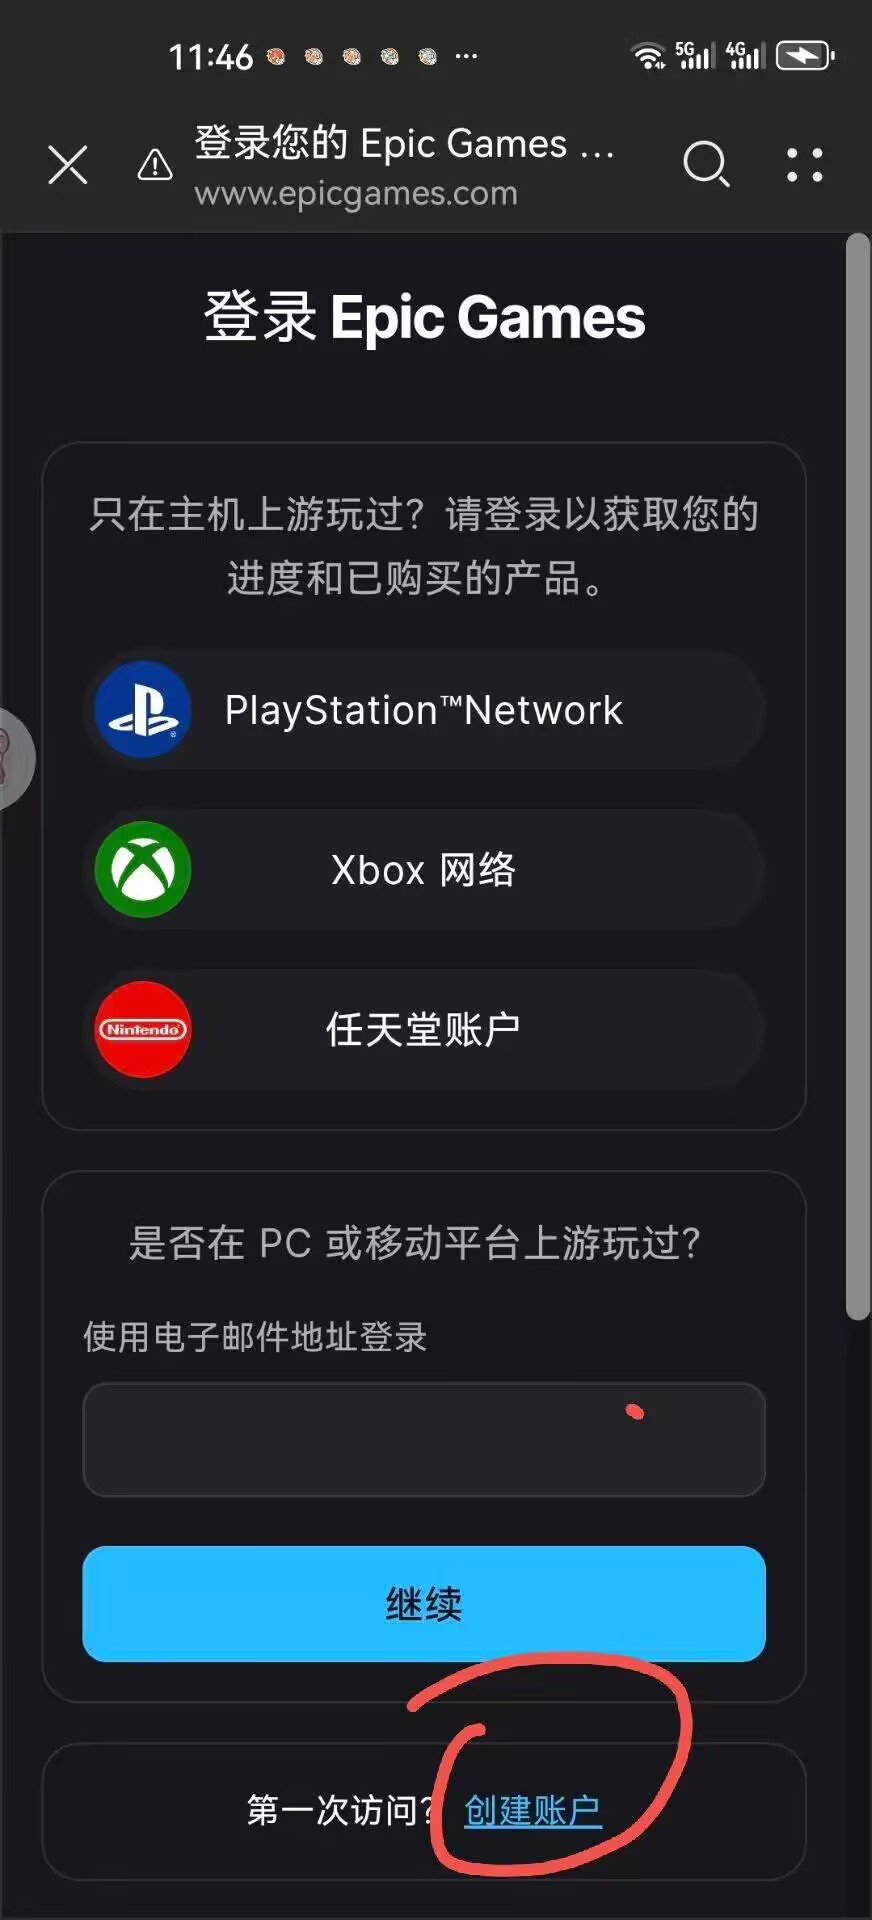 11:46
5G 4G
登录您的 Epic Games ...
www.epicgames.com
登录 Epic Games
只在主机上游玩过？请登录以获取您的
进度和已购买的产品。
PlayStation™Network
Xbox 网络
Nintendo
任天堂账户
是否在 PC 或移动平台上游玩过？
使用电子邮件地址登录
继续
第一次访问？ 创建账户